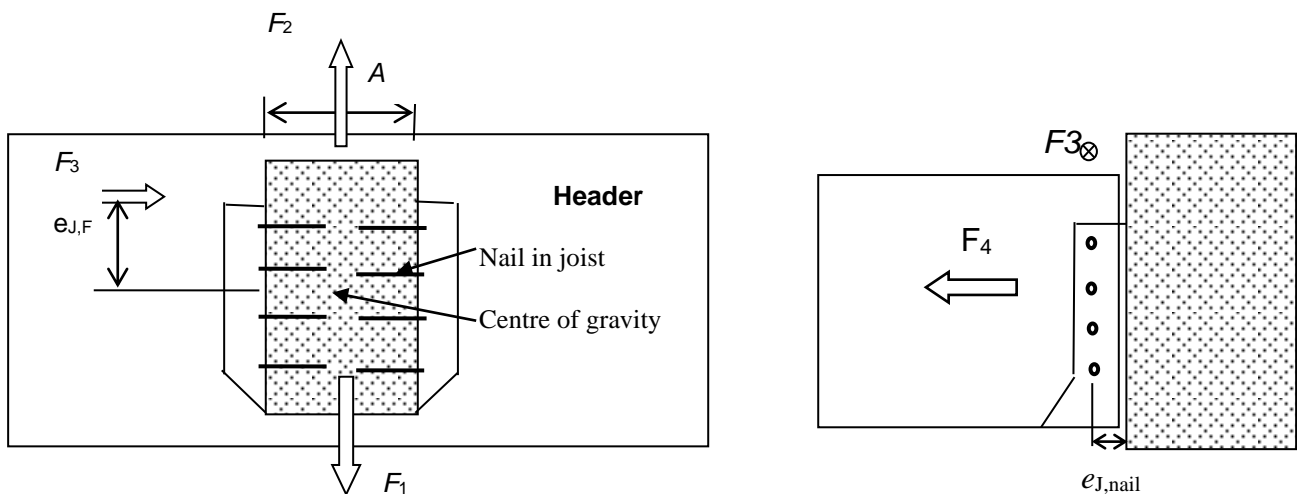 F2
A
F3
eJ,F
Header
Nail in joist
Centre of gravity
F1
F3
F4
eJ,nail